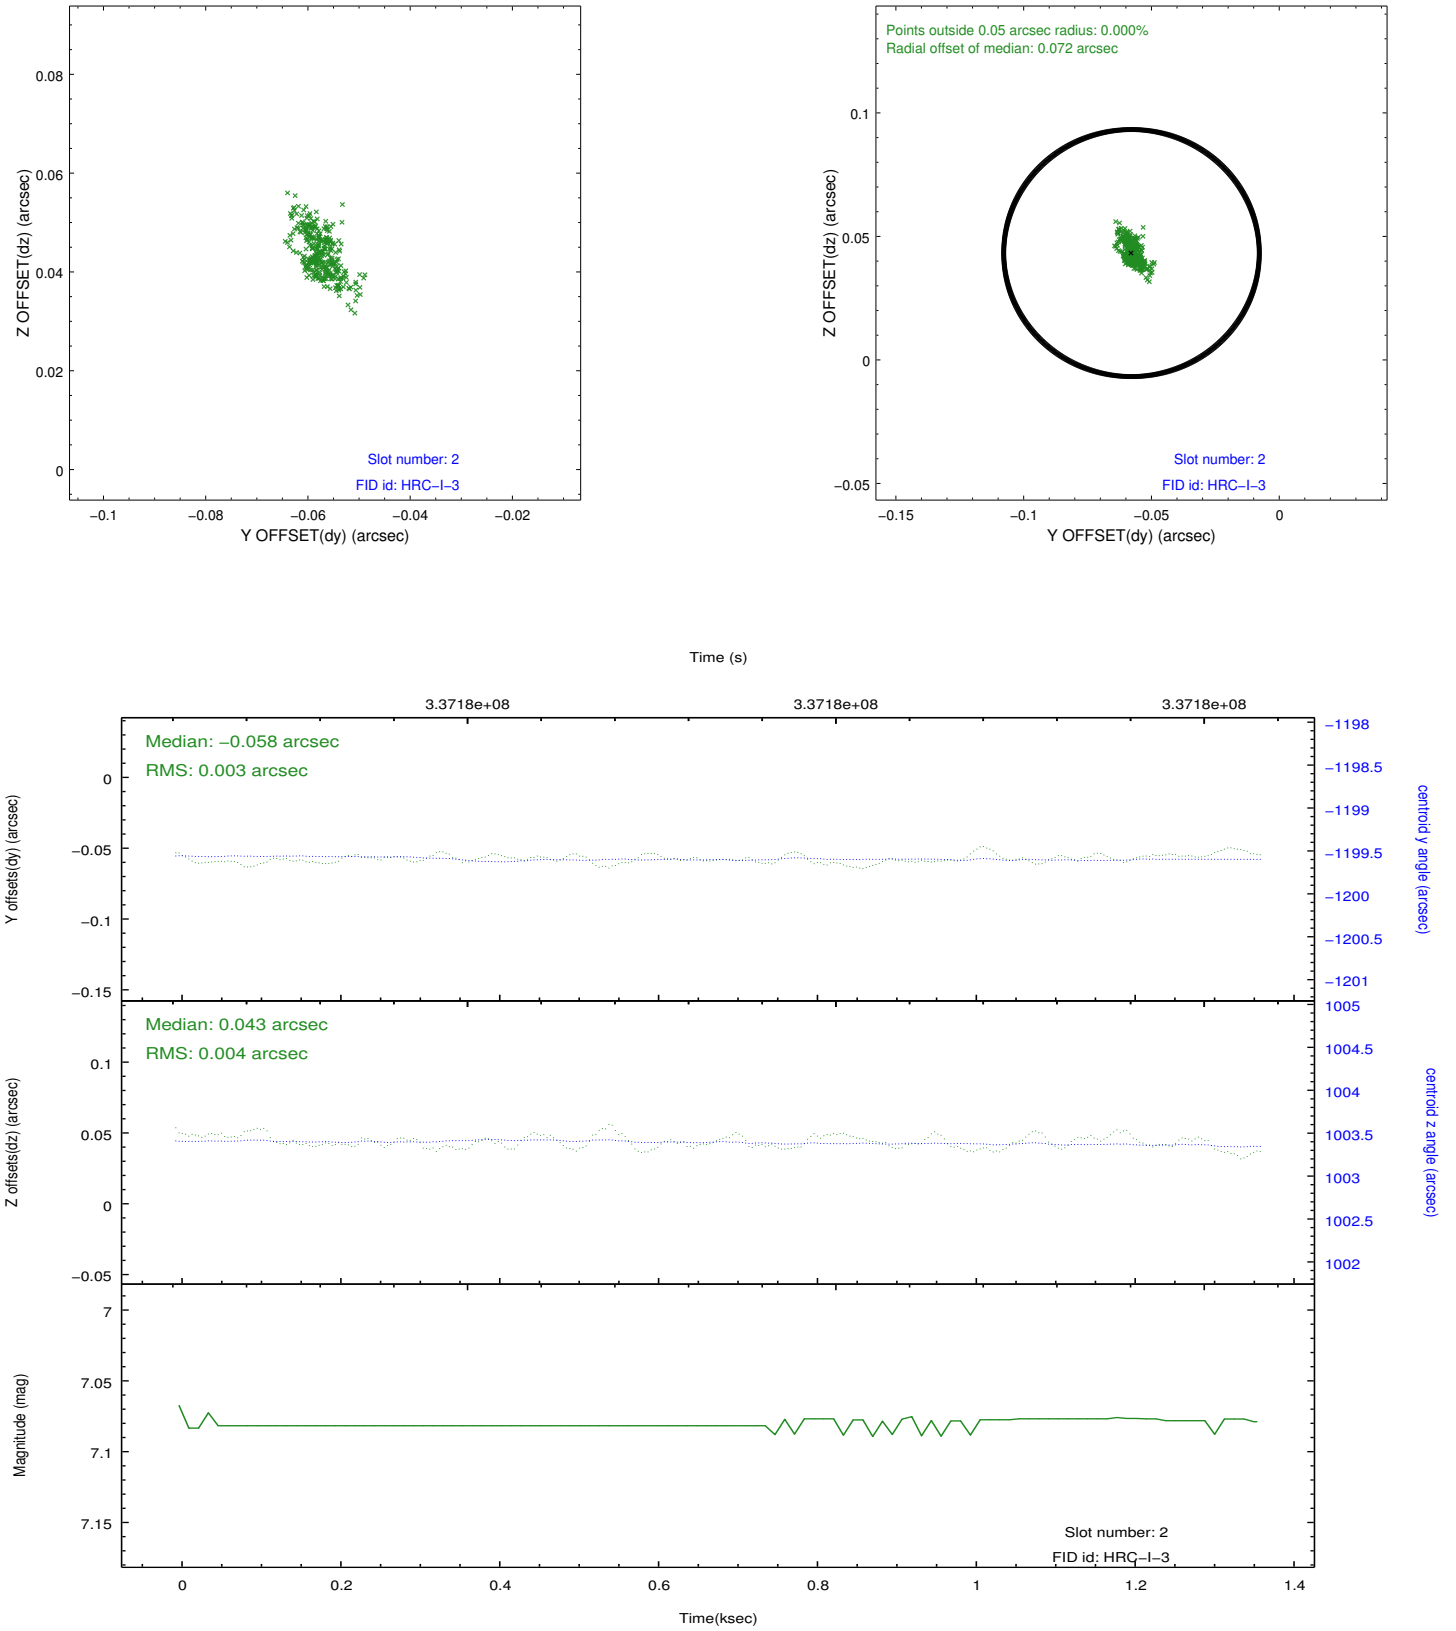 0.08
0.06
0.04
0.02
0
Z OFFSET(dz) (arcsec)
Slot number: 2
FID id: HRC−I−3
−0.1
−0.08
−0.06
−0.04
−0.02
Y OFFSET(dy) (arcsec)
Points outside 0.05 arcsec radius: 0.000%
Radial offset of median: 0.072 arcsec
0.1
0.05
0
−0.05
Z OFFSET(dz) (arcsec)
Slot number: 2
FID id: HRC−I−3
−0.15
−0.1
−0.05
0
Y OFFSET(dy) (arcsec)
Time (s)
3.3718e+08
3.3718e+08
3.3718e+08
Median: −0.058 arcsec
RMS: 0.003 arcsec
0
−0.05
−0.1
−0.15
Y offsets(dy) (arcsec)
−1198
−1198.5
−1199
−1199.5
−1200
−1200.5
−1201
centroid y angle (arcsec)
Median: 0.043 arcsec
RMS: 0.004 arcsec
0.1
0.05
0
−0.05
Z offsets(dz) (arcsec)
1005
1004.5
1004
1003.5
1003
1002.5
1002
centroid z angle (arcsec)
7
7.05
7.1
7.15
Magnitude (mag)
Slot number: 2
FID id: HRC−I−3
0
0.2
0.4
0.6
0.8
1
1.2
1.4
Time(ksec)